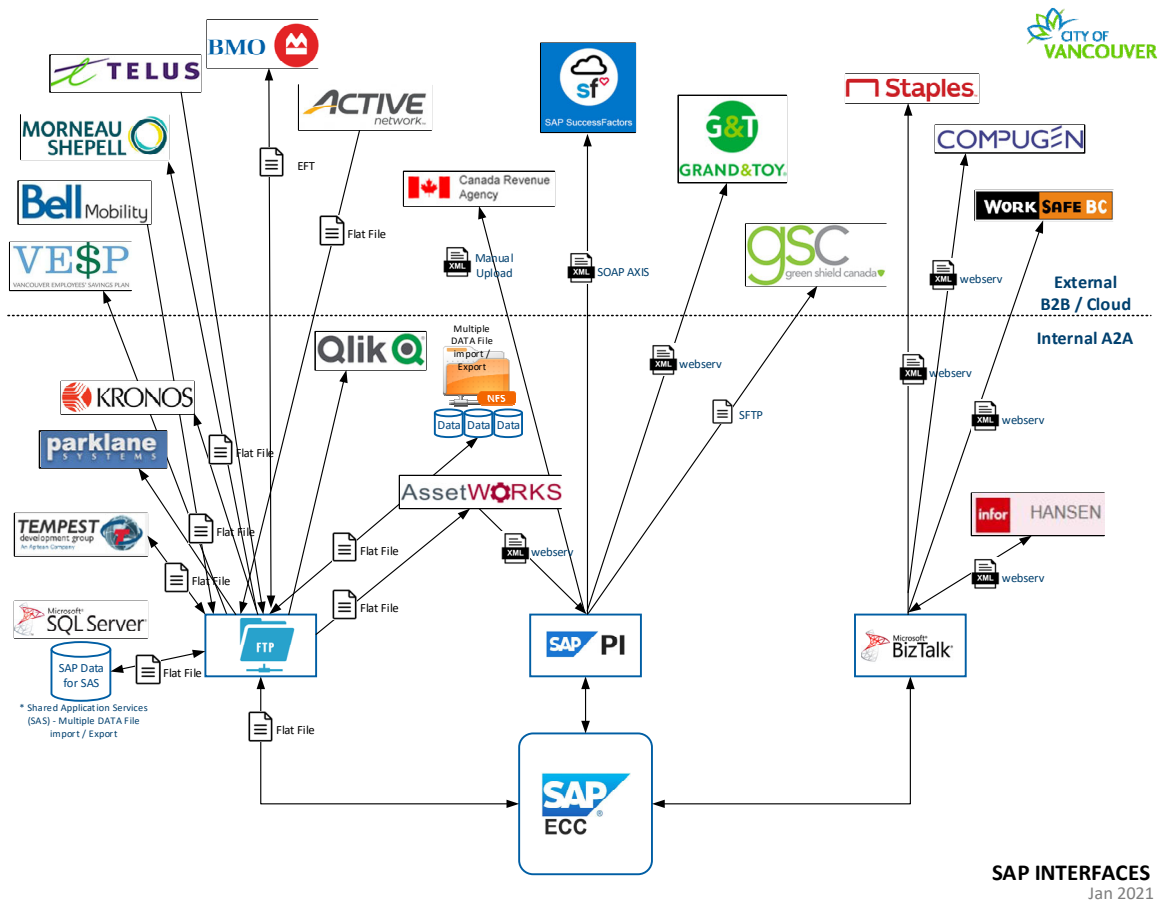 CITY OF
VANCOUVER
BMO
TELUS
ACTIVE
network
SAP SuccessFactors
sf
Staples
G&T
GRAND&TOY
COMPUGEN
MORNEAU
SHEPELL
EFT
Canada Revenue
Agency
Bell Mobility
WORK SAFE BC
Flat File
gsc
green shield canada
VE$P
VANCOUVER EMPLOYEES' SAVINGS PLAN
XML
Manual
Upload
XML
SOAP AXIS
XML
webserv
External
B2B / Cloud
Internal A2A
Qlik
Multiple
DATA File
import /
Export
NFS
Data
Data
Data
XML
webserv
XML
webserv
KRONOS
SFTP
XML
webserv
parklane
SYSTEMS
Flat File
AssetWORKS
infor
HANSEN
TEMPEST
development group
An Aptean Company
Flat File
Flat File
XML
webserv
Flat File
XML
webserv
Flat File
Microsoft®
SQL Server®
FTP
SAP PI
Microsoft®
BizTalk
SAP Data
for SAS
Flat File
* Shared Application Services
(SAS) - Multiple DATA File
import / Export
Flat File
SAP®
ECC
SAP INTERFACES
Jan 2021